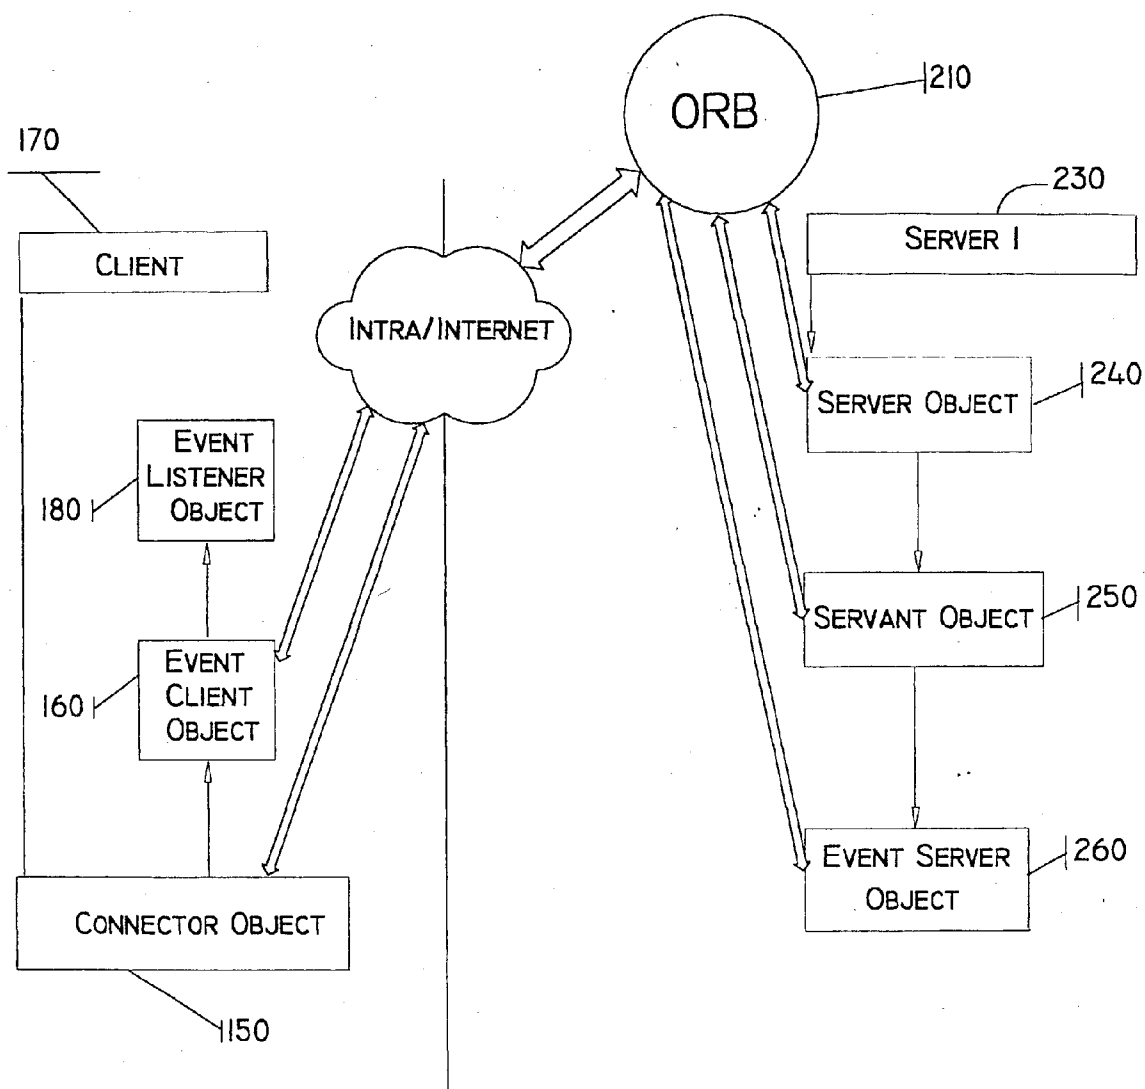 ORB
210
170
230
CLIENT
SERVER 1
INTRA/INTERNET
240
SERVER OBJECT
EVENT
LISTENER
OBJECT
180
250
SERVANT OBJECT
EVENT
CLIENT
OBJECT
160
EVENT SERVER
OBJECT
260
CONNECTOR OBJECT
150